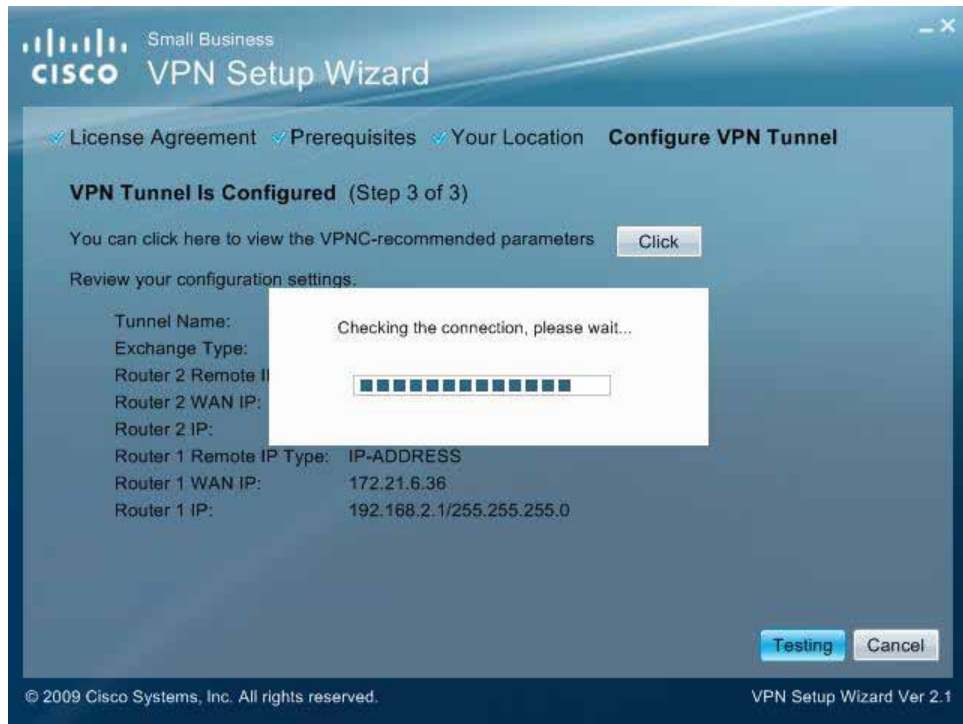 Small Business
CISCO VPN Setup Wizard
License Agreement Prerequisites Your Location Configure VPN Tunnel
VPN Tunnel Is Configured (Step 3 of 3)
You can click here to view the VPNC-recommended parameters Click
Review your configuration settings.
Tunnel Name:
Exchange Type:
Router 2 Remote
Router 2 WAN IP:
Router 2 IP:
Checking the connection, please wait...
Router 1 Remote IP Type: IP-ADDRESS
Router 1 WAN IP: 172.21.6.36
Router 1 IP: 192.168.2.1/255.255.255.0
Testing Cancel
© 2009 Cisco Systems, Inc. All rights reserved. VPN Setup Wizard Ver 2.1